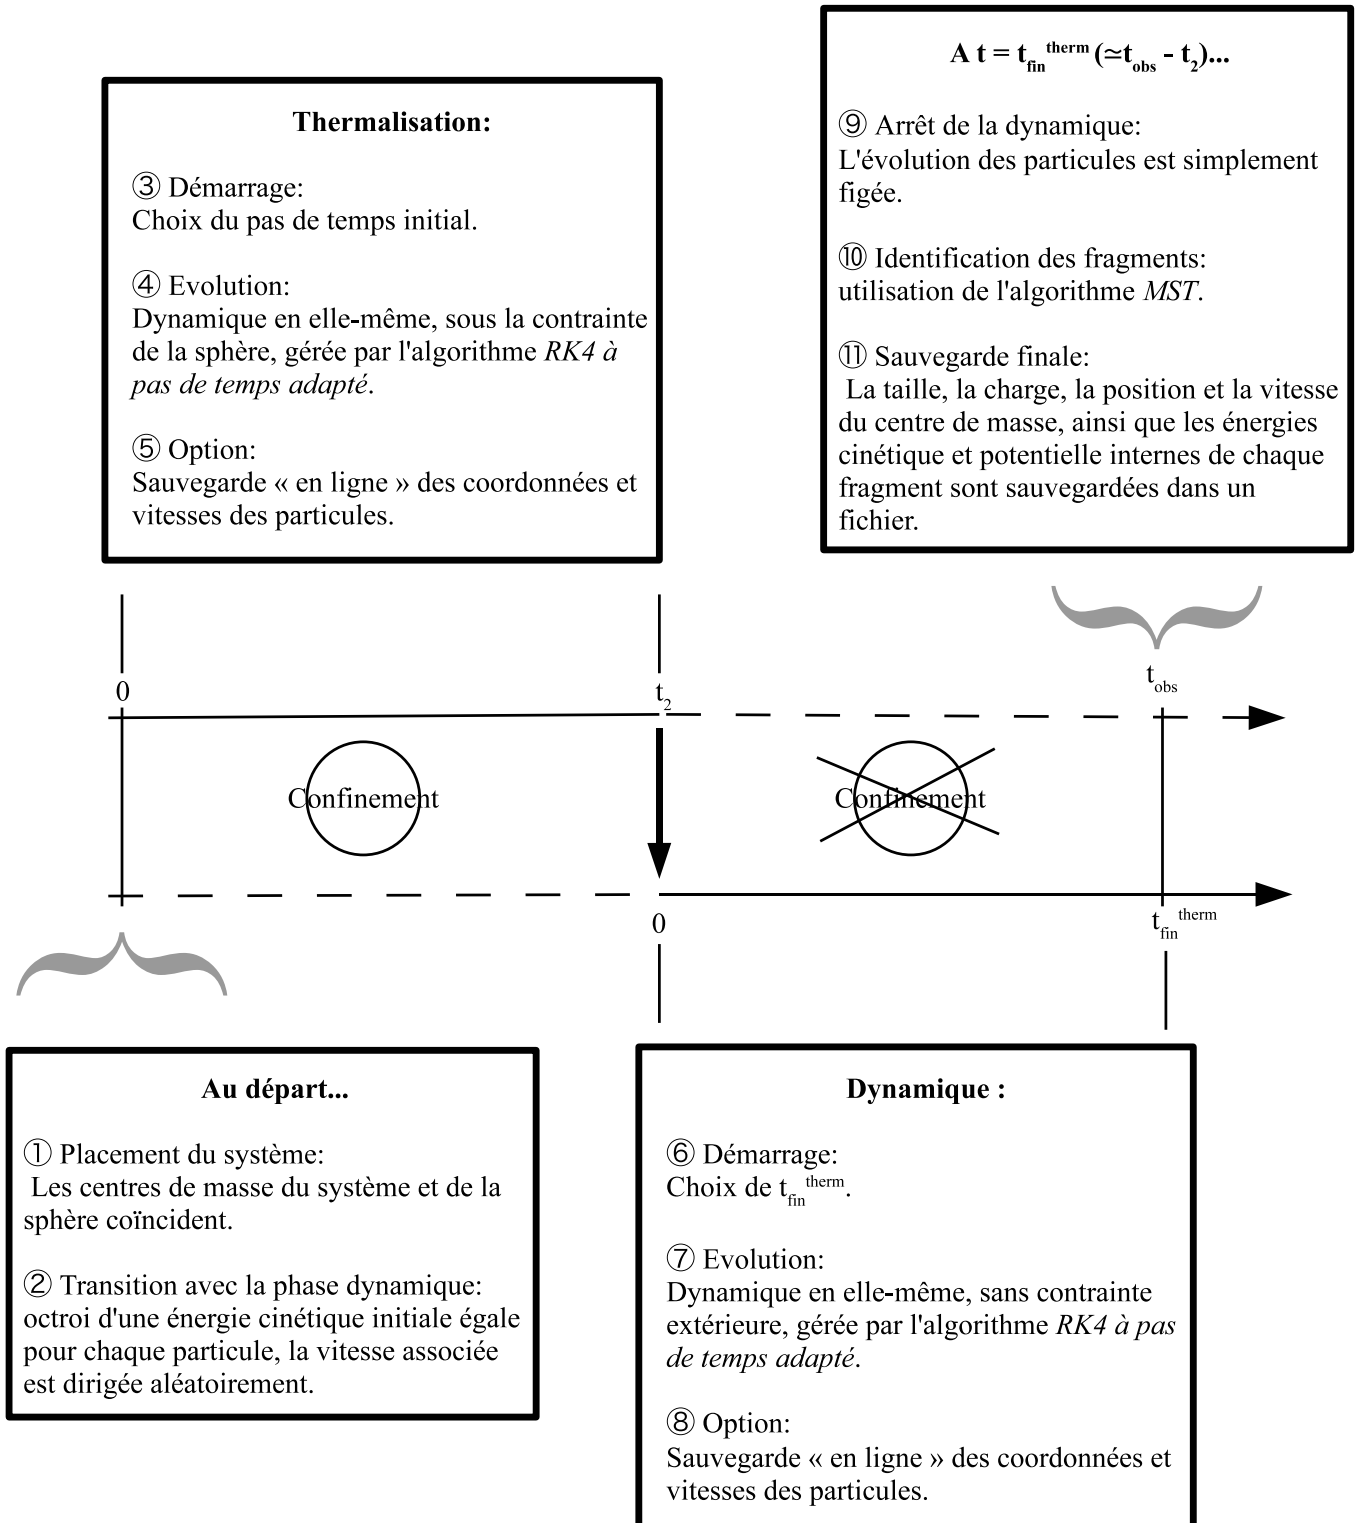 A t = t_fin^therm (≃t_obs - t_2)...
⑨ Arrêt de la dynamique:
L'évolution des particules est simplement
figée.
⑩ Identification des fragments:
utilisation de l'algorithme MST.
⑪ Sauvegarde finale:
La taille, la charge, la position et la vitesse
du centre de masse, ainsi que les énergies
cinétique et potentielle internes de chaque
fragment sont sauvegardées dans un
fichier.
Thermalisation:
③ Démarrage:
Choix du pas de temps initial.
④ Evolution:
Dynamique en elle-même, sous la contrainte
de la sphère, gérée par l'algorithme RK4 à
pas de temps adapté.
⑤ Option:
Sauvegarde « en ligne » des coordonnées et
vitesses des particules.
0
t_2
t_obs
Confinement
Confinement
0
t_fin^therm
Au départ...
① Placement du système:
Les centres de masse du système et de la
sphère coïncident.
② Transition avec la phase dynamique:
octroi d'une énergie cinétique initiale égale
pour chaque particule, la vitesse associée
est dirigée aléatoirement.
Dynamique :
⑥ Démarrage:
Choix de t_fin^therm.
⑦ Evolution:
Dynamique en elle-même, sans contrainte
extérieure, gérée par l'algorithme RK4 à pas
de temps adapté.
⑧ Option:
Sauvegarde « en ligne » des coordonnées et
vitesses des particules.